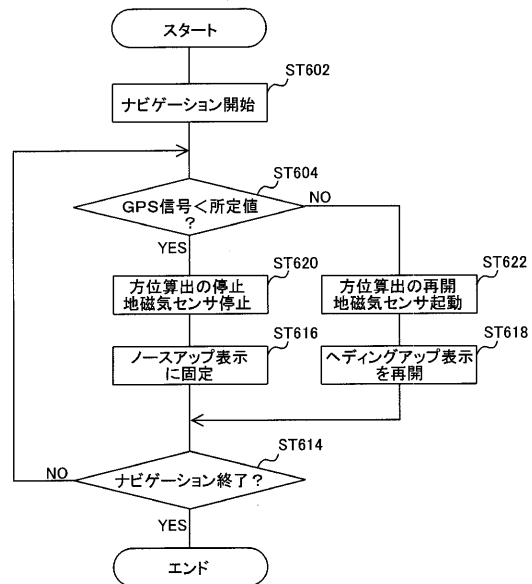 スタート
ST602
ナビゲーション開始
ST604
GPS信号<所定値
?
NO
YES
ST620
方位算出の停止
地磁気センサ停止
ST622
方位算出の再開
地磁気センサ起動
ST616
ノースアップ表示
に固定
ST618
ヘディングアップ表示
を再開
ST614
ナビゲーション終了?
NO
YES
エンド